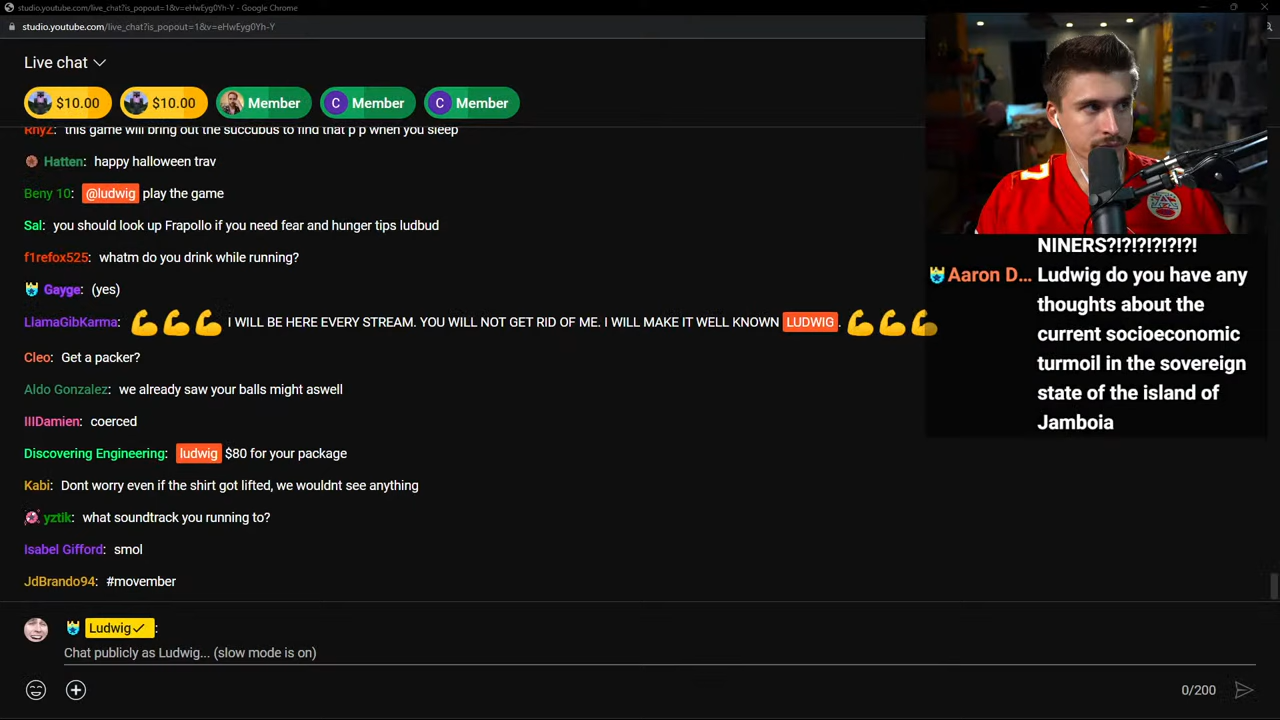 studio.youtube.com/live_chat?is_popout=1&v=eHwEyg0Yh-Y - Google Chrome
studio.youtube.com/live_chat?is_popout=1&v=eHwEyg0Yh-Y
Live chat
$10.00 $10.00 Member C Member C Member
Rhyz: this game will bring out the succubus to find that p p when you sleep
Hatten: happy halloween trav
Beny 10: @ludwig play the game
Sal: you should look up Frapollo if you need fear and hunger tips ludbud
f1refox525: whatm do you drink while running?
Gayge: (yes)
LlamaGibKarma: 💪💪💪 I WILL BE HERE EVERY STREAM. YOU WILL NOT GET RID OF ME. I WILL MAKE IT WELL KNOWN LUDWIG. 💪💪💪
Cleo: Get a packer?
Aldo Gonzalez: we already saw your balls might aswell
IIIDamien: coerced
Discovering Engineering: ludwig $80 for your package
Kabi: Dont worry even if the shirt got lifted, we wouldnt see anything
yztik: what soundtrack you running to?
Isabel Gifford: smol
JdBrando94: #movember
Ludwig✓:
Chat publicly as Ludwig... (slow mode is on)
0/200
NINERS?!?!?!?!?!
Aaron D... Ludwig do you have any
thoughts about the
current socioeconomic
turmoil in the sovereign
state of the island of
Jamboia